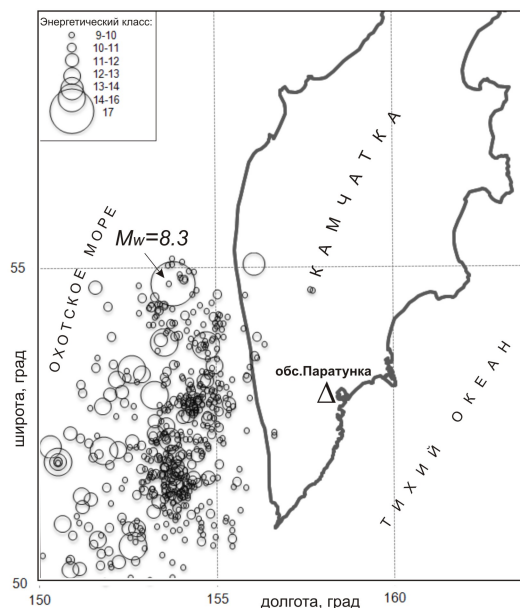 Энергетический класс:
9-10
10-11
11-12
12-13
13-14
14-16
17
КАМЧАТКА
ОХОТСКОЕ МОРЕ
Mw=8.3
55
обс.Паратунка
широта, град
ТИХИЙ ОКЕАН
50
150
155
160
долгота, град